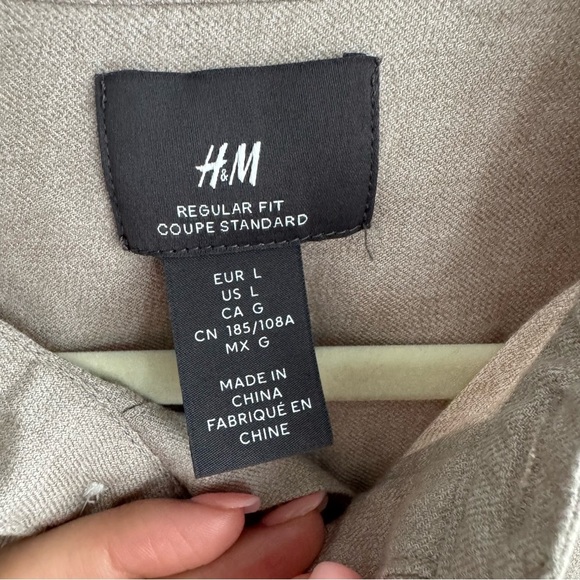 H&M
REGULAR FIT
COUPE STANDARD
EUR L
US L
CA G
CN 185/108A
MX G
MADE IN
CHINA
FABRIQUÉ EN
CHINE